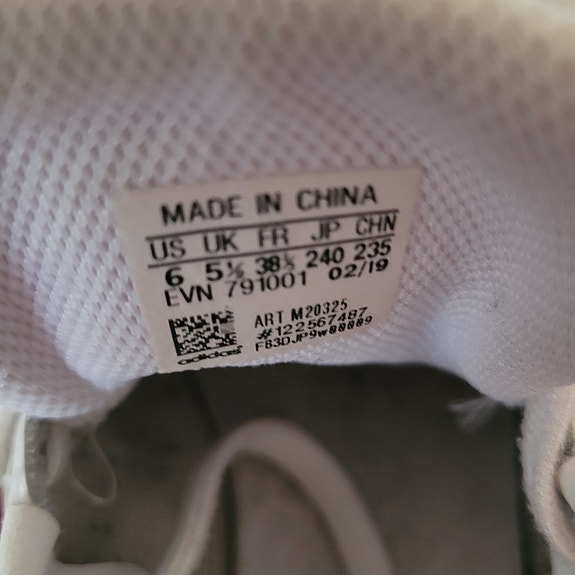 MADE IN CHINA
US UK FR JP CHN
6 5½ 38⅔ 240 235
EVN 791001 02/19
ART M20325
#122567487
F83DJP9w88889
adidas